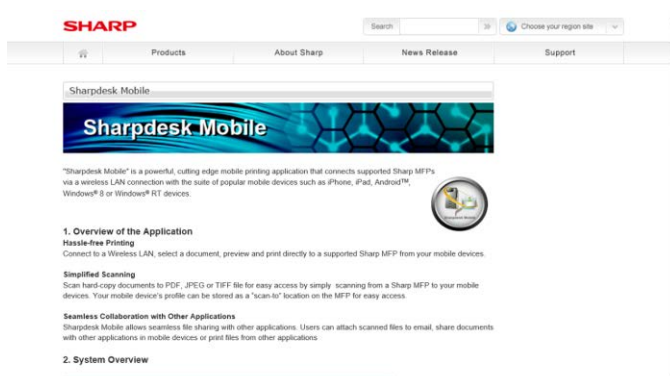 SHARP
Search
Choose your region site
Products About Sharp News Release Support
Sharpdesk Mobile
Sharpdesk Mobile
"Sharpdesk Mobile" is a powerful, cutting edge mobile printing application that connects supported Sharp MFPs
via a wireless LAN connection with the suite of popular mobile devices such as iPhone, iPad, Android™,
Windows® 8 or Windows® RT devices.
1. Overview of the Application
Hassle-free Printing
Connect to a Wireless LAN, select a document, preview and print directly to a supported Sharp MFP from your mobile devices.
Simplified Scanning
Scan hard-copy documents to PDF, JPEG or TIFF file for easy access by simply scanning from a Sharp MFP to your mobile
devices. Your mobile device's profile can be stored as a "scan-to" location on the MFP for easy access.
Seamless Collaboration with Other Applications
Sharpdesk Mobile allows seamless file sharing with other applications. Users can attach scanned files to email, share documents
with other applications in mobile devices or print files from other applications
2. System Overview